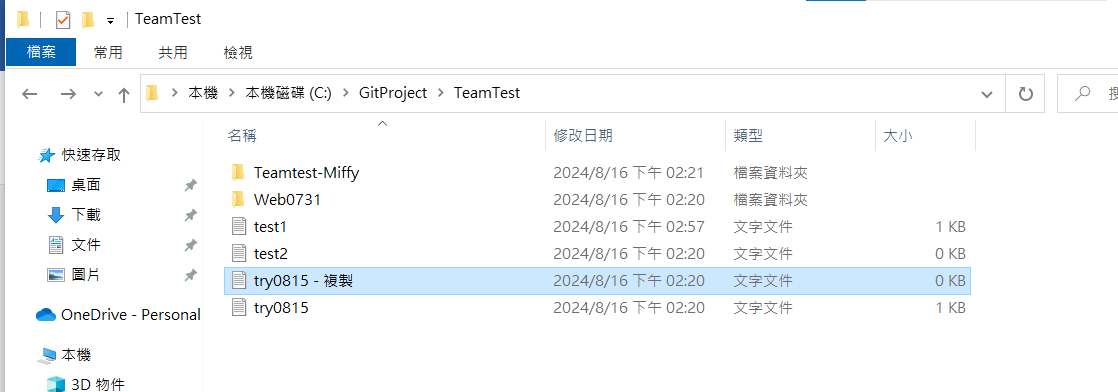 TeamTest
檔案 常用 共用 檢視
本機 本機磁碟 (C:) GitProject TeamTest
名稱 修改日期 類型 大小
快速存取
桌面
下載
文件
圖片
OneDrive - Personal
本機
3D 物件
Teamtest-Miffy 2024/8/16 下午 02:21 檔案資料夾
Web0731 2024/8/16 下午 02:20 檔案資料夾
test1 2024/8/16 下午 02:57 文字文件 1 KB
test2 2024/8/16 下午 02:20 文字文件 0 KB
try0815 - 複製 2024/8/16 下午 02:20 文字文件 0 KB
try0815 2024/8/16 下午 02:20 文字文件 1 KB